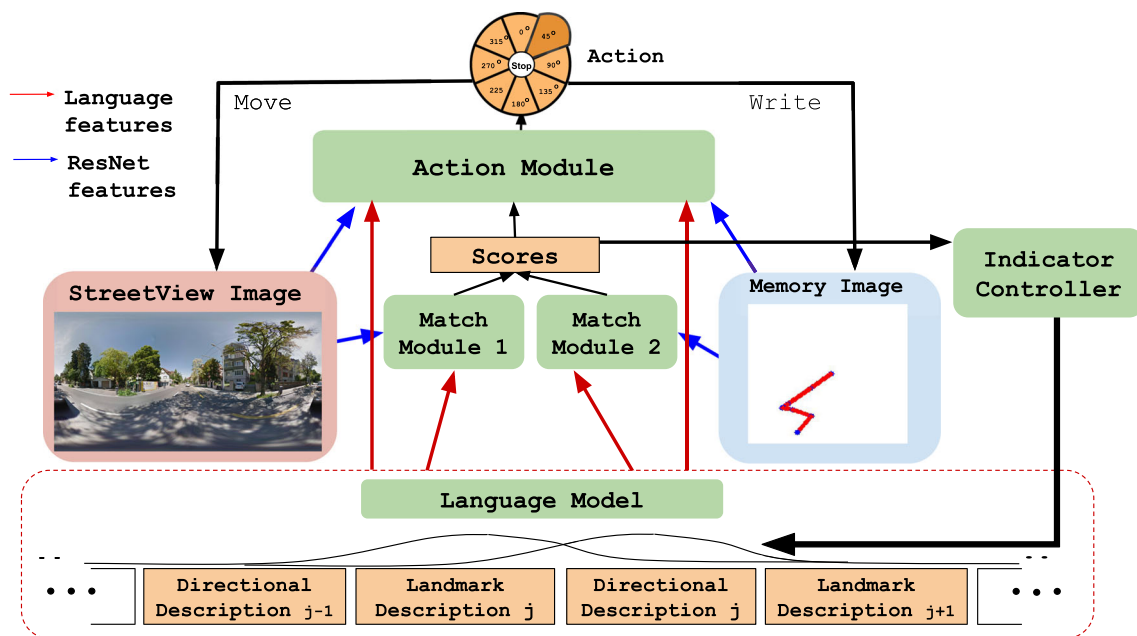 0°
45°
90°
135°
180°
225
270°
315°
Stop
Action
Move
Write
Language
features
ResNet
features
Action Module
Scores
StreetView Image
Match
Module 1
Match
Module 2
Memory Image
Indicator
Controller
Language Model
- -
- -
•••
Directional
Description j-1
Landmark
Description j
Directional
Description j
Landmark
Description j+1
•••